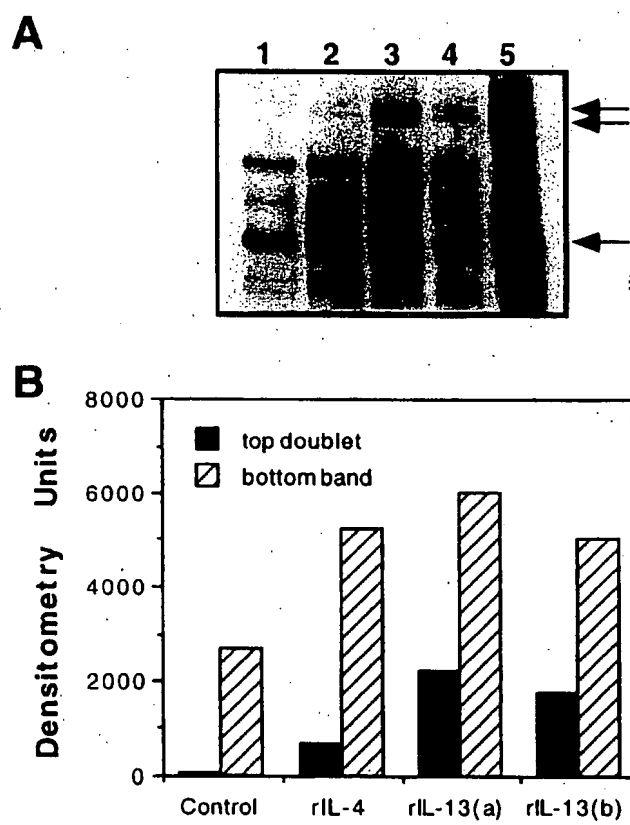 A
1 2 3 4 5
B
8000
6000
4000
2000
0
Densitometry Units
top doublet
bottom band
Control rIL-4 rIL-13(a) rIL-13(b)